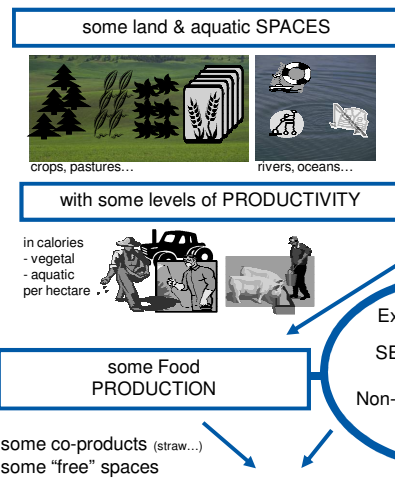 some land & aquatic SPACES
crops, pastures…
rivers, oceans…
with some levels of PRODUCTIVITY
in calories
- vegetal
- aquatic
per hectare
some Food
PRODUCTION
some co-products (straw…)
some “free” spaces